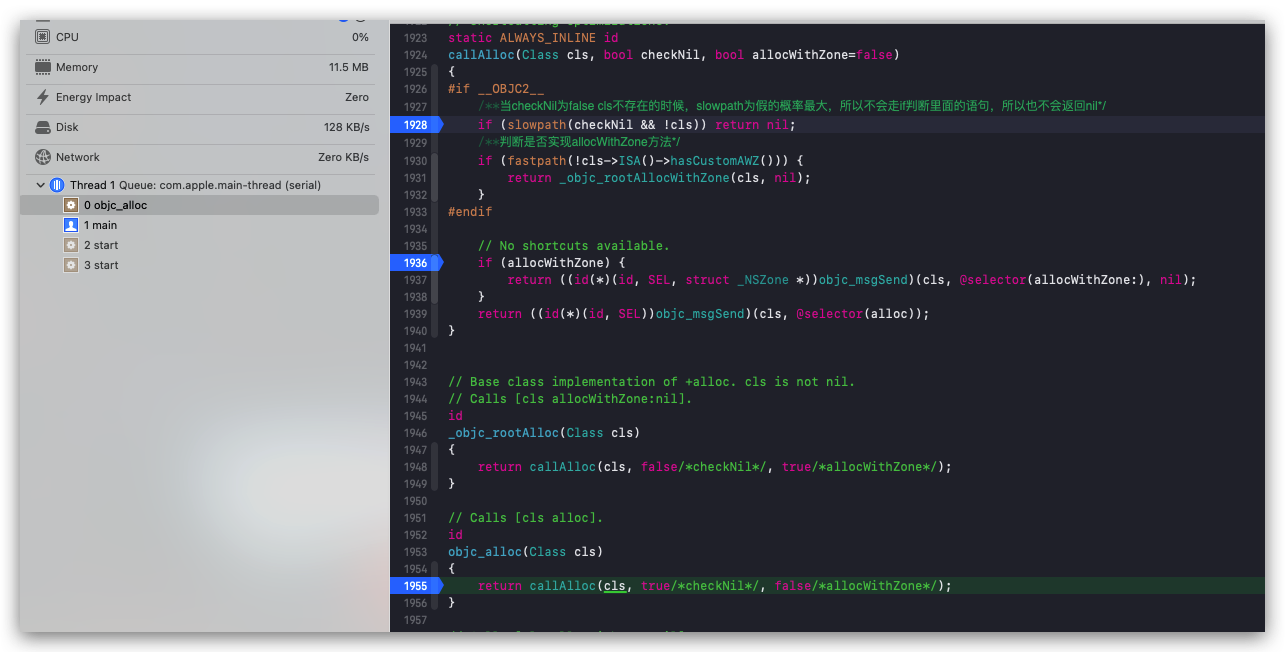 CPU 0%
Memory 11.5 MB
Energy Impact Zero
Disk 128 KB/s
Network Zero KB/s
Thread 1 Queue: com.apple.main-thread (serial)
0 objc_alloc
1 main
2 start
3 start
1923 static ALWAYS_INLINE id
1924 callAlloc(Class cls, bool checkNil, bool allocWithZone=false)
1925 {
1926 #if __OBJC2__
1927 /**当checkNil为false cls不存在的时候，slowpath为假的概率最大，所以不会走if判断里面的语句，所以也不会返回nil*/
1928 if (slowpath(checkNil && !cls)) return nil;
1929 /**判断是否实现allocWithZone方法*/
1930 if (fastpath(!cls->ISA()->hasCustomAWZ())) {
1931 return _objc_rootAllocWithZone(cls, nil);
1932 }
1933 #endif
1934
1935 // No shortcuts available.
1936 if (allocWithZone) {
1937 return ((id(*)(id, SEL, struct _NSZone *))objc_msgSend)(cls, @selector(allocWithZone:), nil);
1938 }
1939 return ((id(*)(id, SEL))objc_msgSend)(cls, @selector(alloc));
1940 }
1941
1942
1943 // Base class implementation of +alloc. cls is not nil.
1944 // Calls [cls allocWithZone:nil].
1945 id
1946 _objc_rootAlloc(Class cls)
1947 {
1948 return callAlloc(cls, false/*checkNil*/, true/*allocWithZone*/);
1949 }
1950
1951 // Calls [cls alloc].
1952 id
1953 objc_alloc(Class cls)
1954 {
1955 return callAlloc(cls, true/*checkNil*/, false/*allocWithZone*/);
1956 }
1957